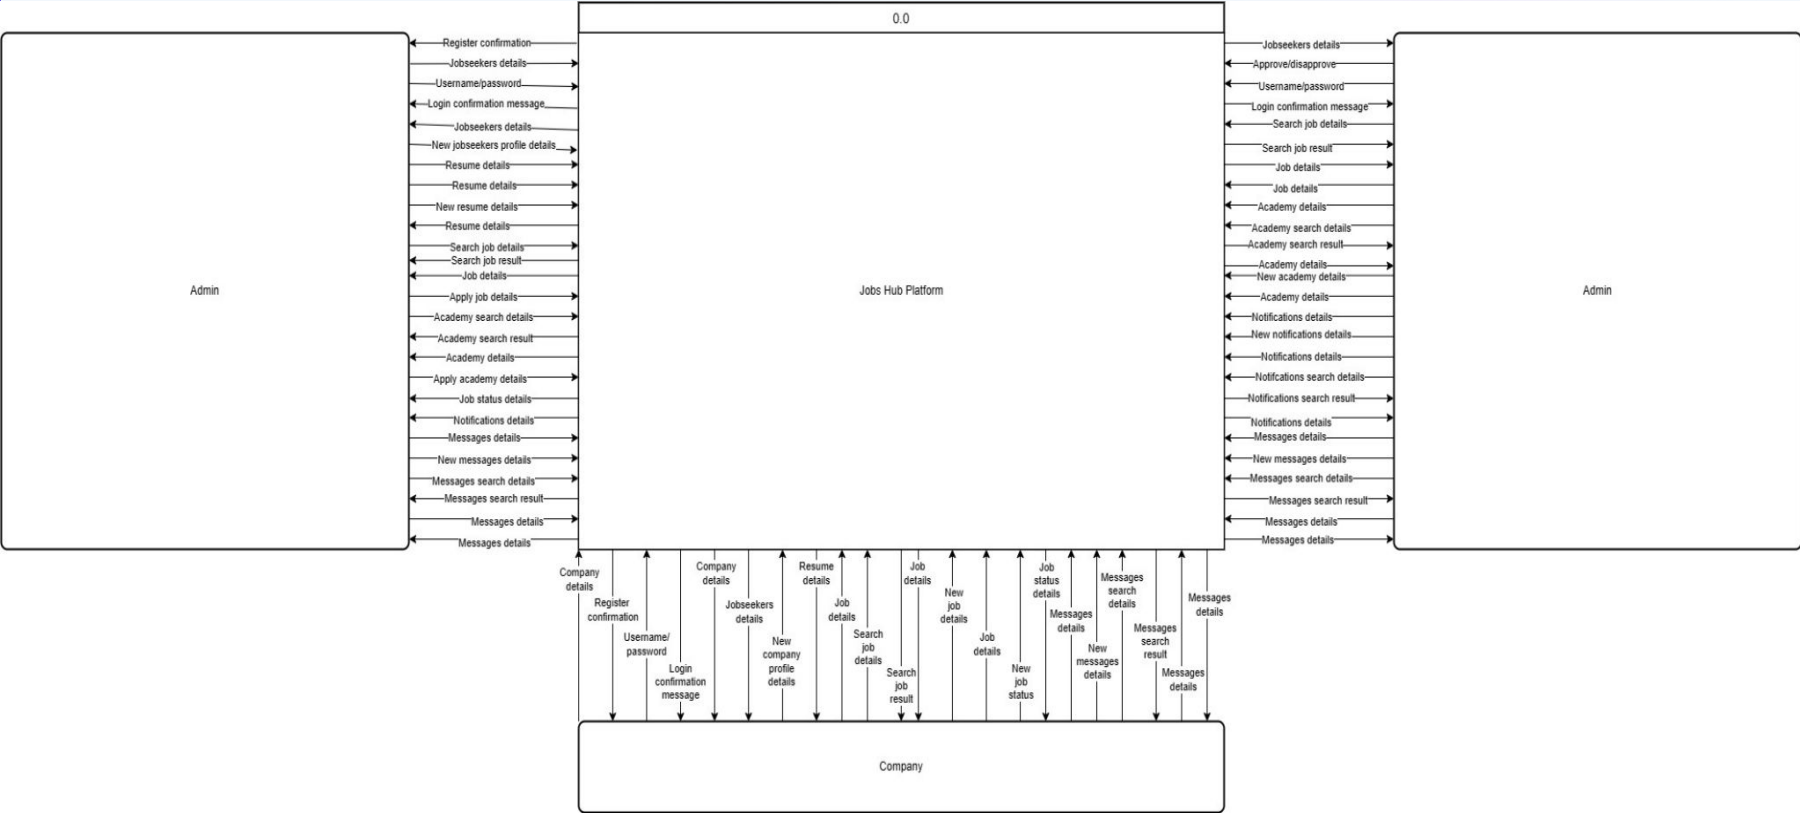 0.0
Register confirmation
Jobseekers details
Username/password
Login confirmation message
Jobseekers details
New jobseekers profile details
Resume details
Resume details
New resume details
Resume details
Search job details
Search job result
Job details
Apply job details
Academy search details
Academy search result
Academy details
Apply academy details
Job status details
Notifications details
Messages details
New messages details
Messages search details
Messages search result
Messages details
Messages details
Admin
Jobs Hub Platform
Jobseekers details
Approve/disapprove
Username/password
Login confirmation message
Search job details
Search job result
Job details
Job details
Academy details
Academy search details
Academy search result
Academy details
New academy details
Academy details
Notifications details
New notifications details
Notifications details
Notifcations search details
Notifications search result
Notifications details
Messages details
New messages details
Messages search details
Messages search result
Messages details
Messages details
Admin
Company
details
Register
confirmation
Username/
password
Login
confirmation
message
Company
details
Jobseekers
details
New
company
profile
details
Resume
details
Job
details
Search
job
details
Search
job
result
Job
details
New
job
details
Job
details
New
job
status
Job
status
details
Messages
details
New
messages
details
Messages
search
details
Messages
search
result
Messages
details
Messages
details
Company